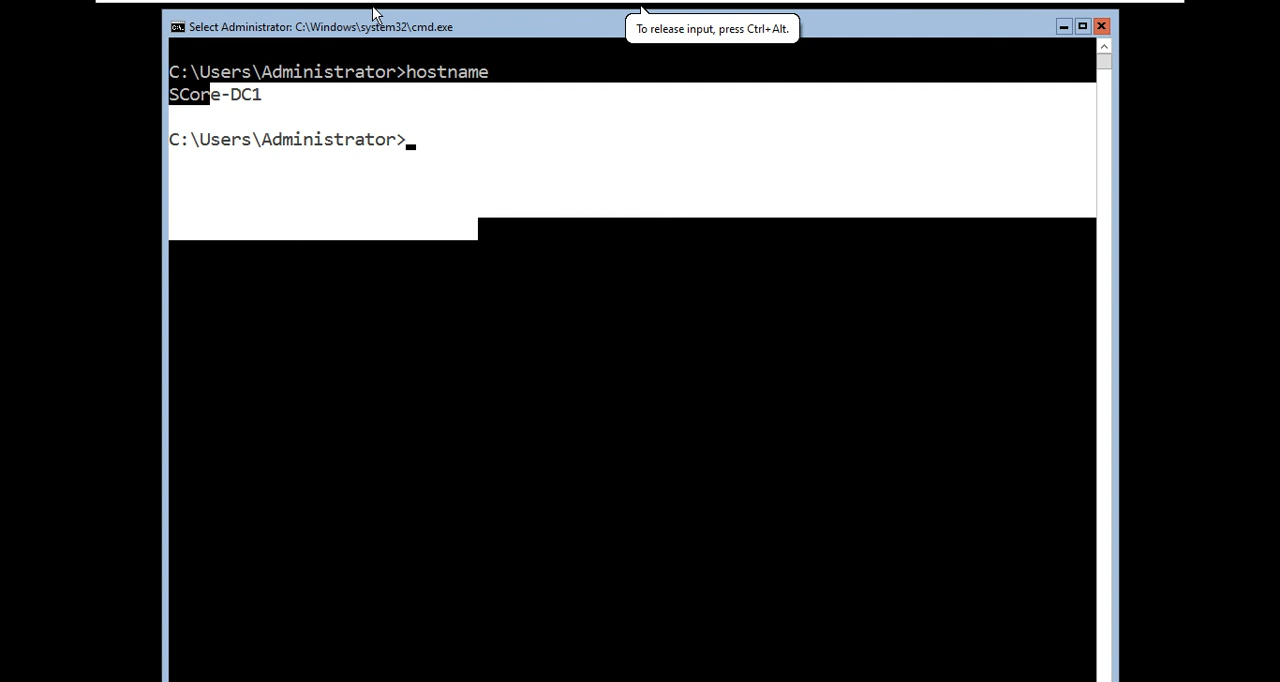 Select Administrator: C:\Windows\system32\cmd.exe
To release input, press Ctrl+Alt.
C:\Users\Administrator>hostname
SCore-DC1
C:\Users\Administrator>